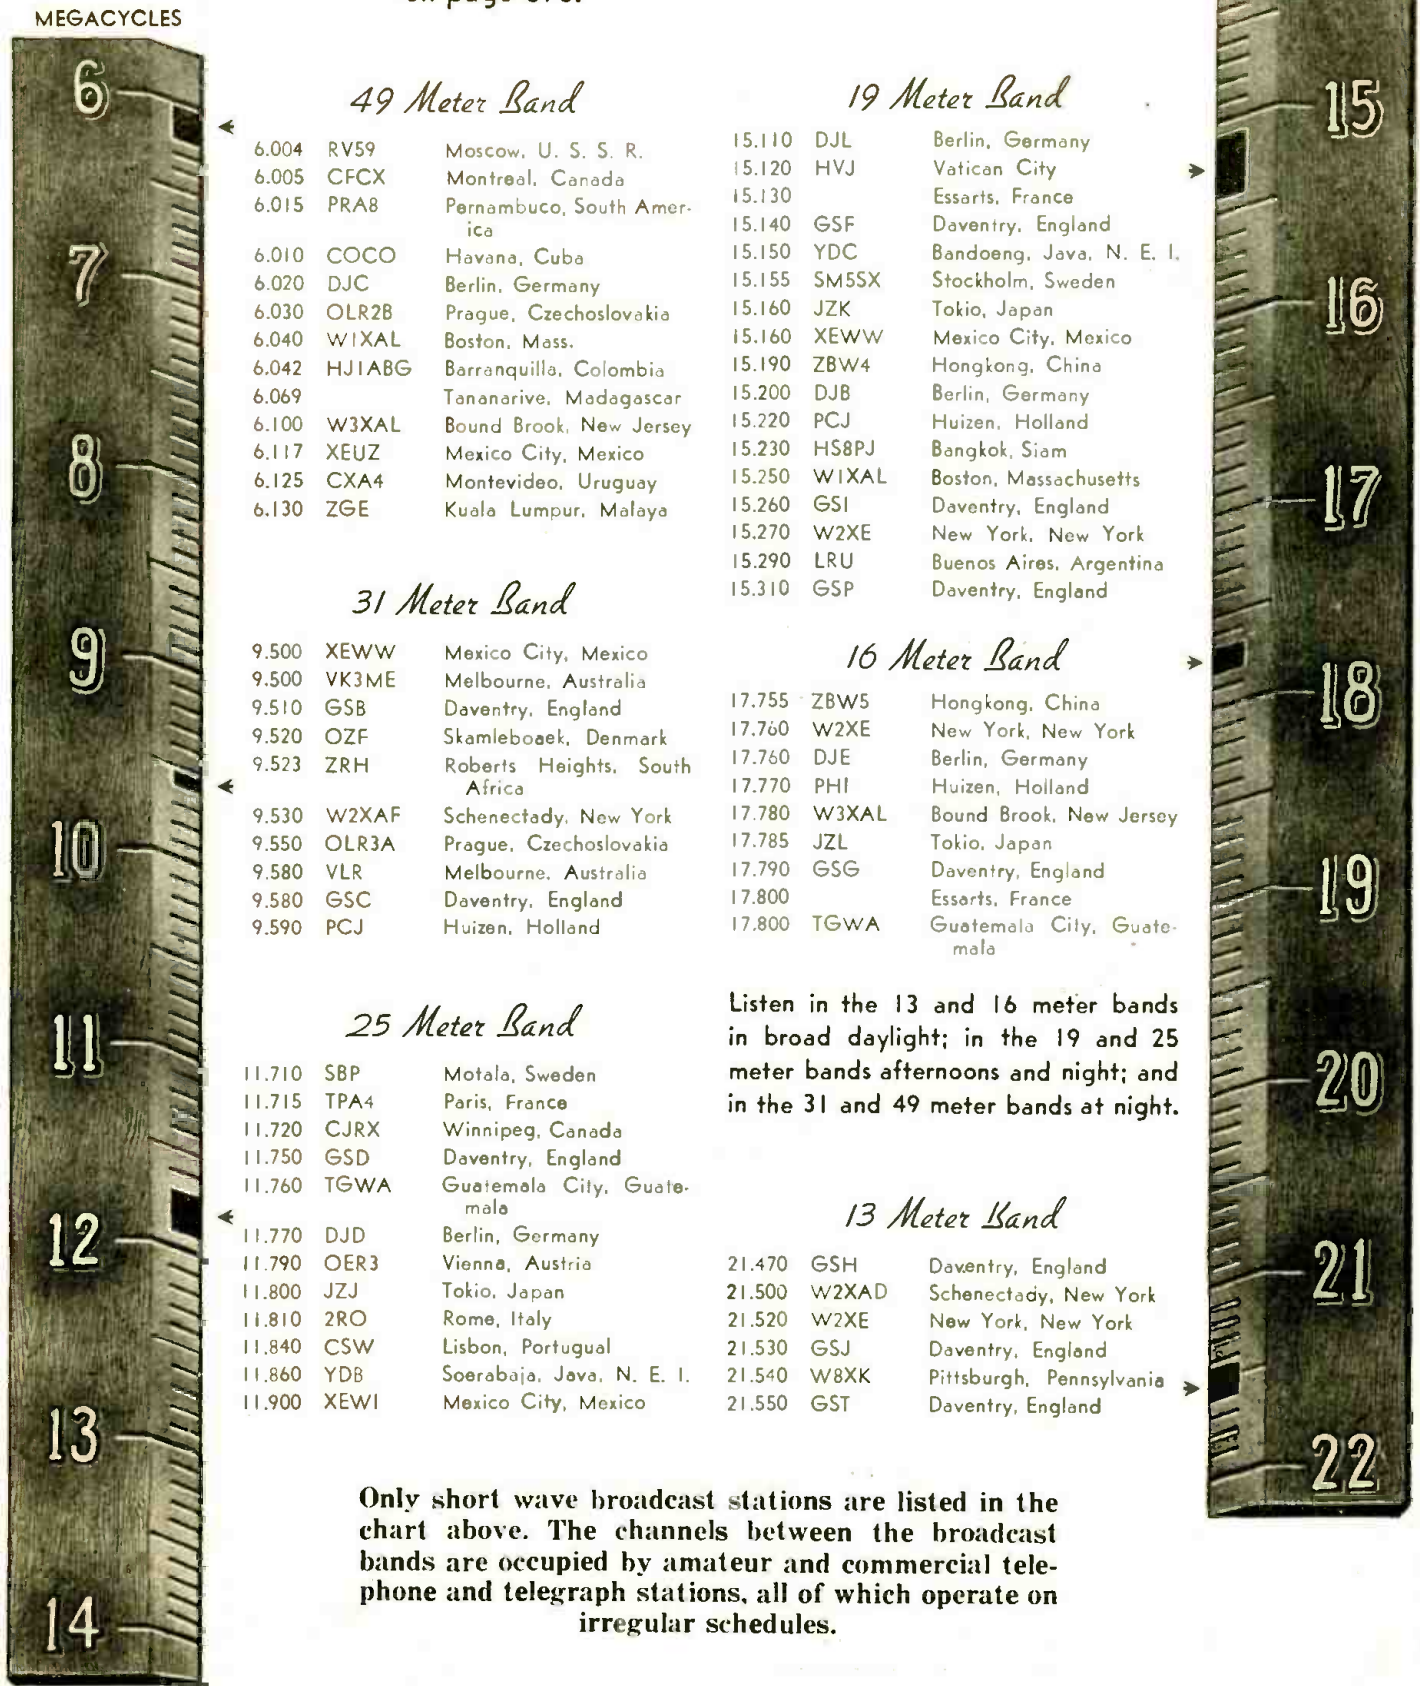 on page 575.
MEGACYCLES
6
7
8
9
10
11
12
13
14
49 Meter Band
6.004 RV59 Moscow, U. S. S. R.
6.005 CFCX Montreal, Canada
6.015 PRA8 Pernambuco, South Amer-
ica
6.010 COCO Havana, Cuba
6.020 DJC Berlin, Germany
6.030 OLR2B Prague, Czechoslovakia
6.040 W1XAL Boston, Mass.
6.042 HJ1ABG Barranquilla, Colombia
6.069 Tananarive, Madagascar
6.100 W3XAL Bound Brook, New Jersey
6.117 XEUZ Mexico City, Mexico
6.125 CXA4 Montevideo, Uruguay
6.130 ZGE Kuala Lumpur, Malaya
31 Meter Band
9.500 XEWW Mexico City, Mexico
9.500 VK3ME Melbourne, Australia
9.510 GSB Daventry, England
9.520 OZF Skamleboaek, Denmark
9.523 ZRH Roberts Heights, South
Africa
9.530 W2XAF Schenectady, New York
9.550 OLR3A Prague, Czechoslovakia
9.580 VLR Melbourne, Australia
9.580 GSC Daventry, England
9.590 PCJ Huizen, Holland
25 Meter Band
11.710 SBP Motala, Sweden
11.715 TPA4 Paris, France
11.720 CJRX Winnipeg, Canada
11.750 GSD Daventry, England
11.760 TGWA Guatemala City, Guate-
mala
11.770 DJD Berlin, Germany
11.790 OER3 Vienna, Austria
11.800 JZJ Tokio, Japan
11.810 2RO Rome, Italy
11.840 CSW Lisbon, Portugual
11.860 YDB Soerabaja, Java, N. E. I.
11.900 XEWI Mexico City, Mexico
19 Meter Band
15.110 DJL Berlin, Germany
15.120 HVJ Vatican City
15.130 Essarts, France
15.140 GSF Daventry, England
15.150 YDC Bandoeng, Java, N. E. I.
15.155 SM5SX Stockholm, Sweden
15.160 JZK Tokio, Japan
15.160 XEWW Mexico City, Mexico
15.190 ZBW4 Hongkong, China
15.200 DJB Berlin, Germany
15.220 PCJ Huizen, Holland
15.230 HS8PJ Bangkok, Siam
15.250 W1XAL Boston, Massachusetts
15.260 GSI Daventry, England
15.270 W2XE New York, New York
15.290 LRU Buenos Aires, Argentina
15.310 GSP Daventry, England
16 Meter Band
17.755 ZBW5 Hongkong, China
17.760 W2XE New York, New York
17.760 DJE Berlin, Germany
17.770 PHI Huizen, Holland
17.780 W3XAL Bound Brook, New Jersey
17.785 JZL Tokio, Japan
17.790 GSG Daventry, England
17.800 Essarts, France
17.800 TGWA Guatemala City, Guate-
mala
Listen in the 13 and 16 meter bands
in broad daylight; in the 19 and 25
meter bands afternoons and night; and
in the 31 and 49 meter bands at night.
13 Meter Band
21.470 GSH Daventry, England
21.500 W2XAD Schenectady, New York
21.520 W2XE New York, New York
21.530 GSJ Daventry, England
21.540 W8XK Pittsburgh, Pennsylvania
21.550 GST Daventry, England
15
16
17
18
19
20
21
22
Only short wave broadcast stations are listed in the
chart above. The channels between the broadcast
bands are occupied by amateur and commercial tele-
phone and telegraph stations, all of which operate on
irregular schedules.